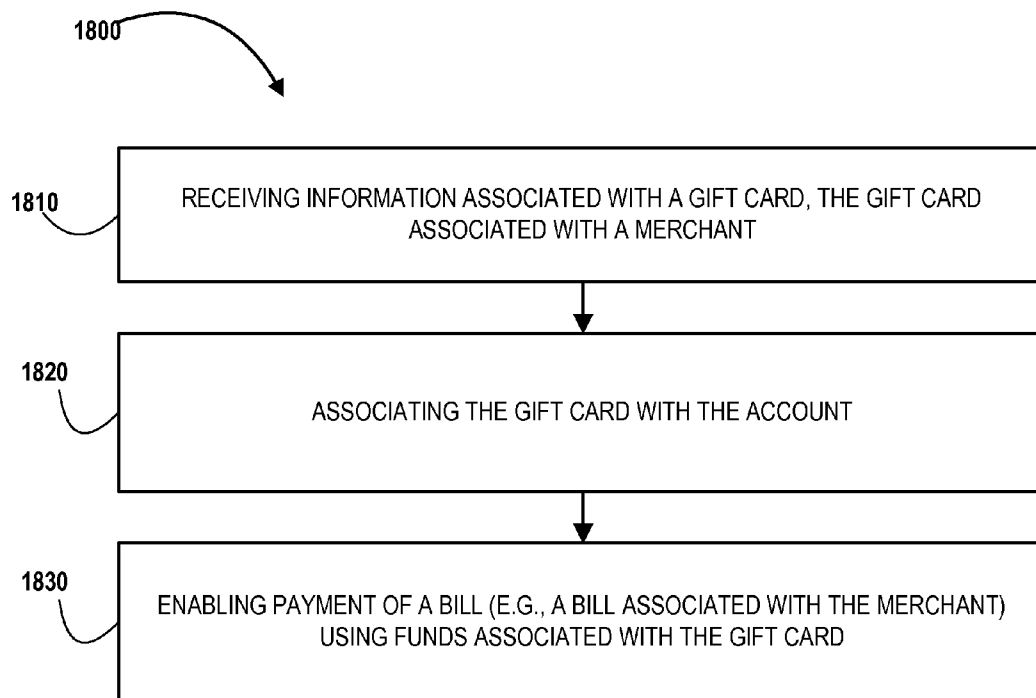 1800
1810
RECEIVING INFORMATION ASSOCIATED WITH A GIFT CARD, THE GIFT CARD
ASSOCIATED WITH A MERCHANT
1820
ASSOCIATING THE GIFT CARD WITH THE ACCOUNT
1830
ENABLING PAYMENT OF A BILL (E.G., A BILL ASSOCIATED WITH THE MERCHANT)
USING FUNDS ASSOCIATED WITH THE GIFT CARD